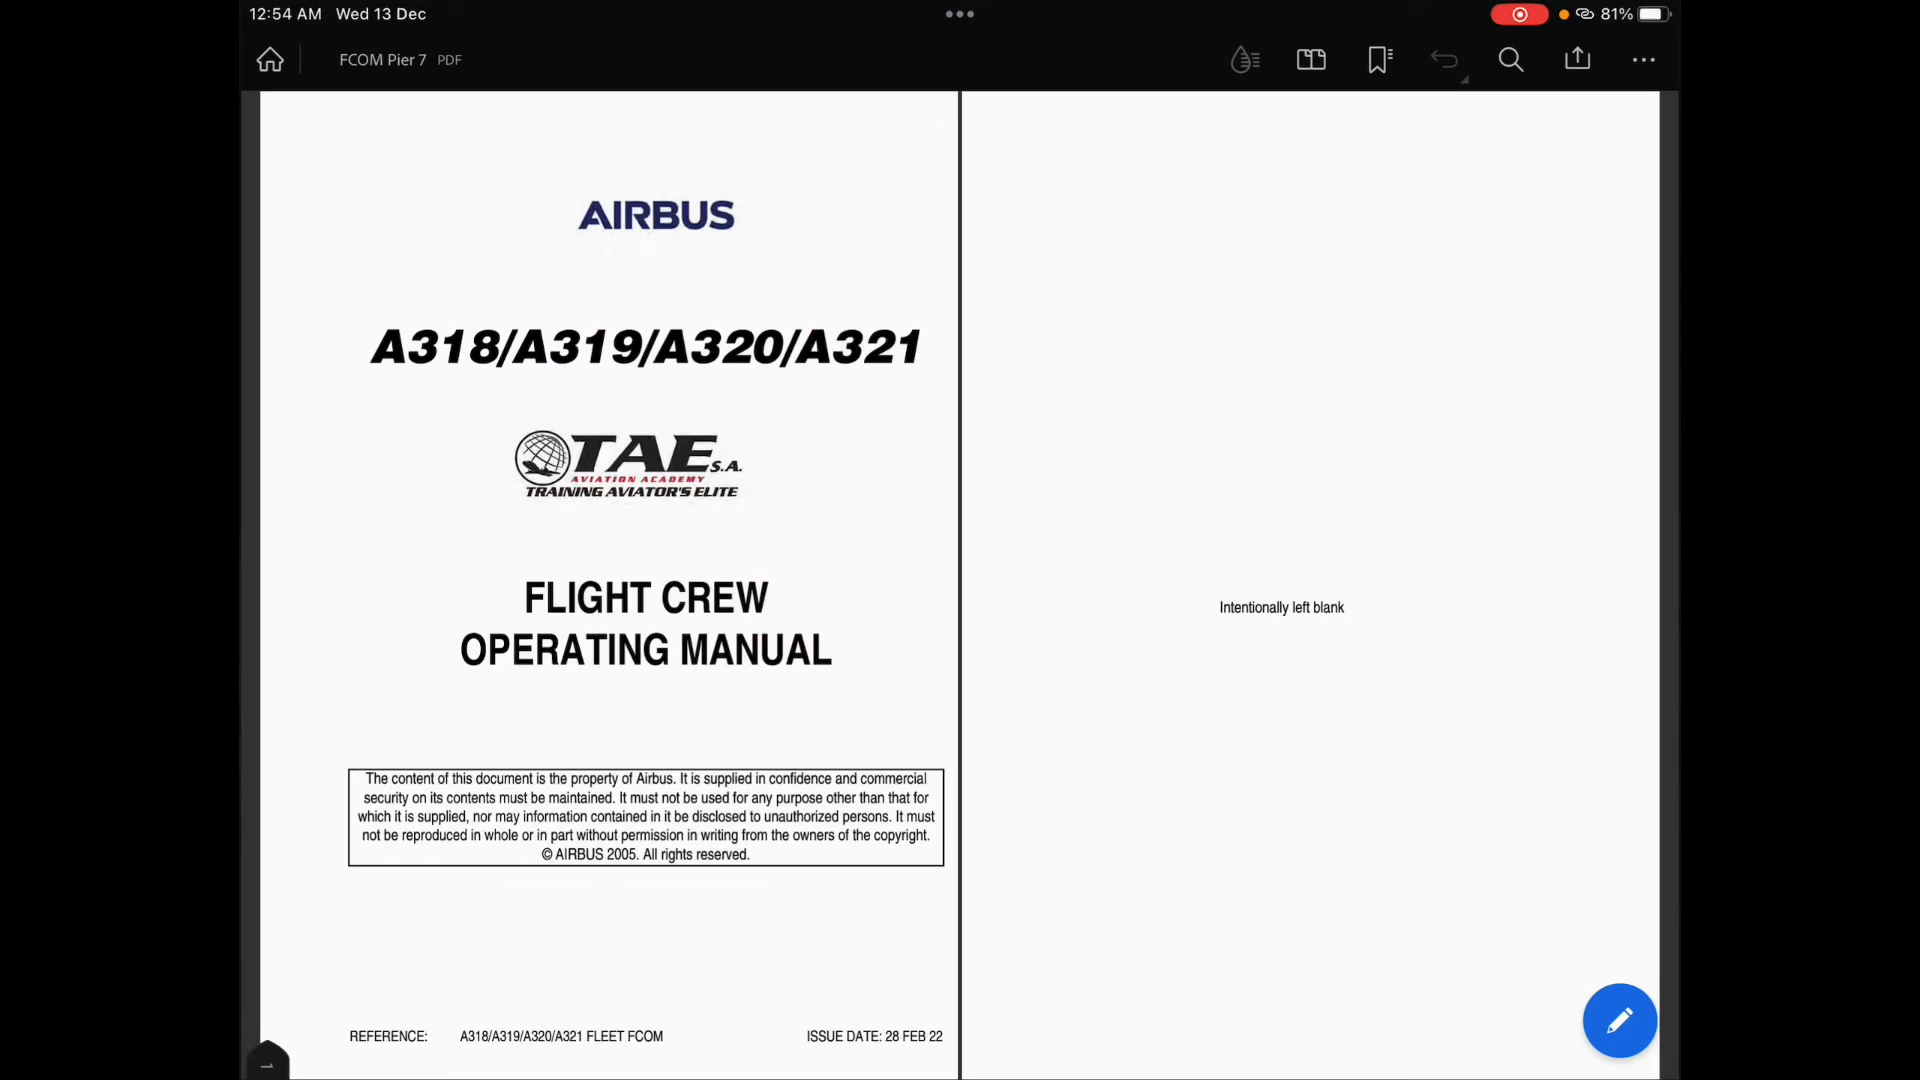 12:54 AM Wed 13 Dec
81%
FCOM Pier 7 PDF
AIRBUS
A318/A319/A320/A321
TAE S.A.
AVIATION ACADEMY
TRAINING AVIATOR'S ELITE
FLIGHT CREW
OPERATING MANUAL
The content of this document is the property of Airbus. It is supplied in confidence and commercial
security on its contents must be maintained. It must not be used for any purpose other than that for
which it is supplied, nor may information contained in it be disclosed to unauthorized persons. It must
not be reproduced in whole or in part without permission in writing from the owners of the copyright.
© AIRBUS 2005. All rights reserved.
REFERENCE: A318/A319/A320/A321 FLEET FCOM ISSUE DATE: 28 FEB 22
1
Intentionally left blank